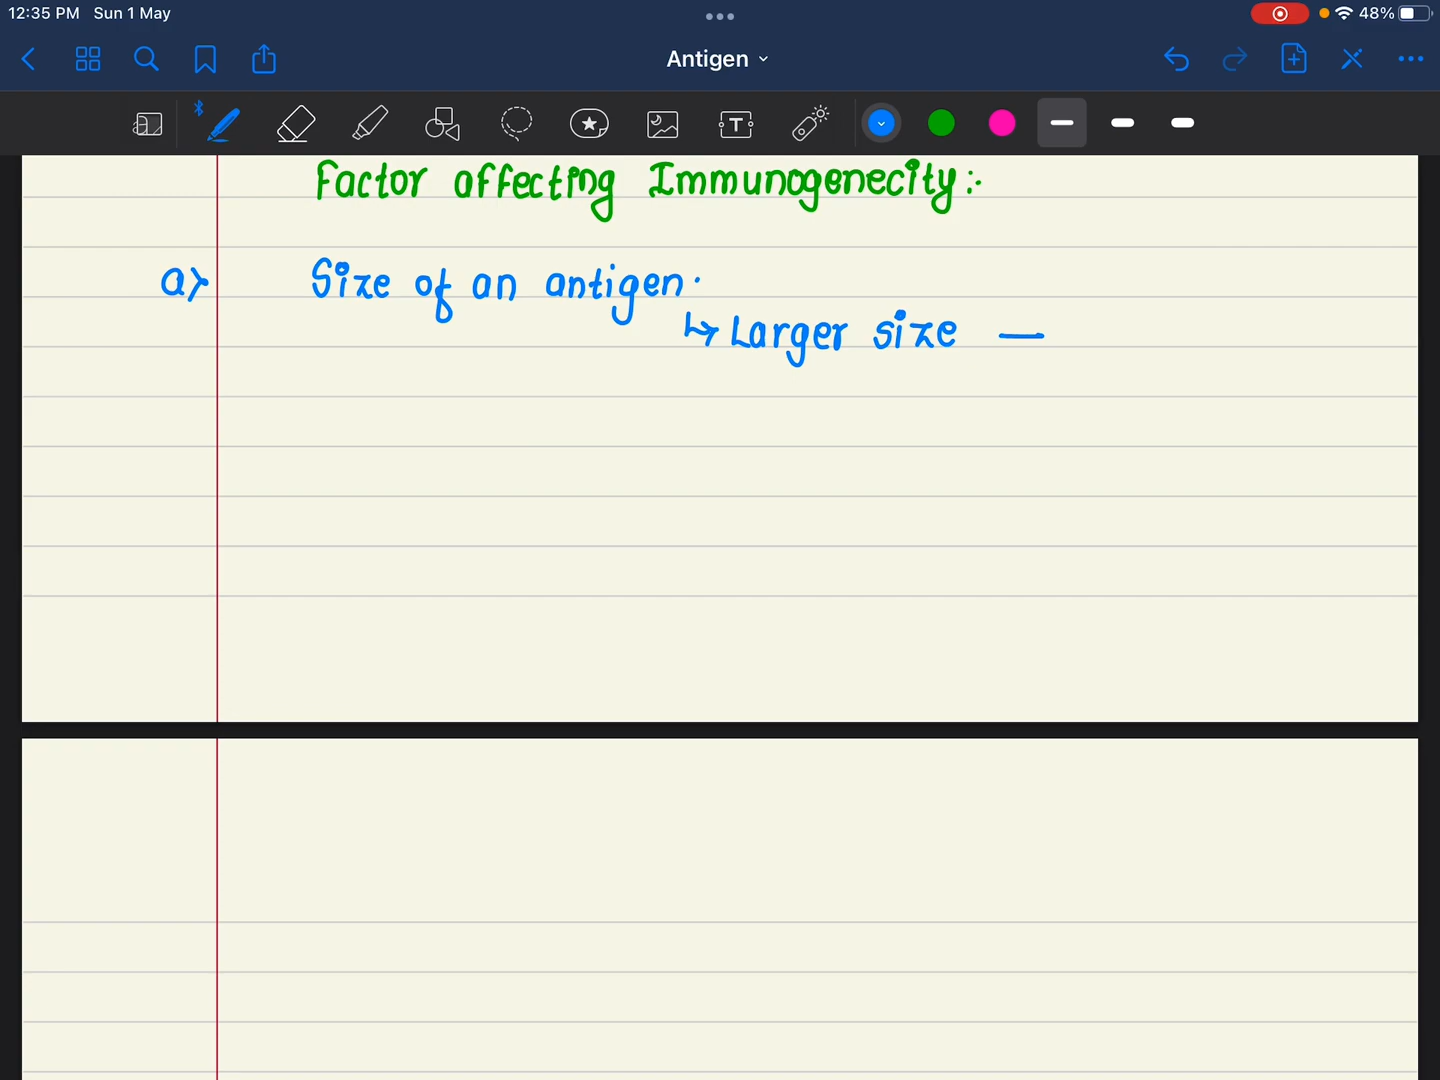 12:35 PM Sun 1 May
48%
Antigen
T
Factor affecting Immunogenecity :-
a> Size of an antigen.
↳ Larger size —